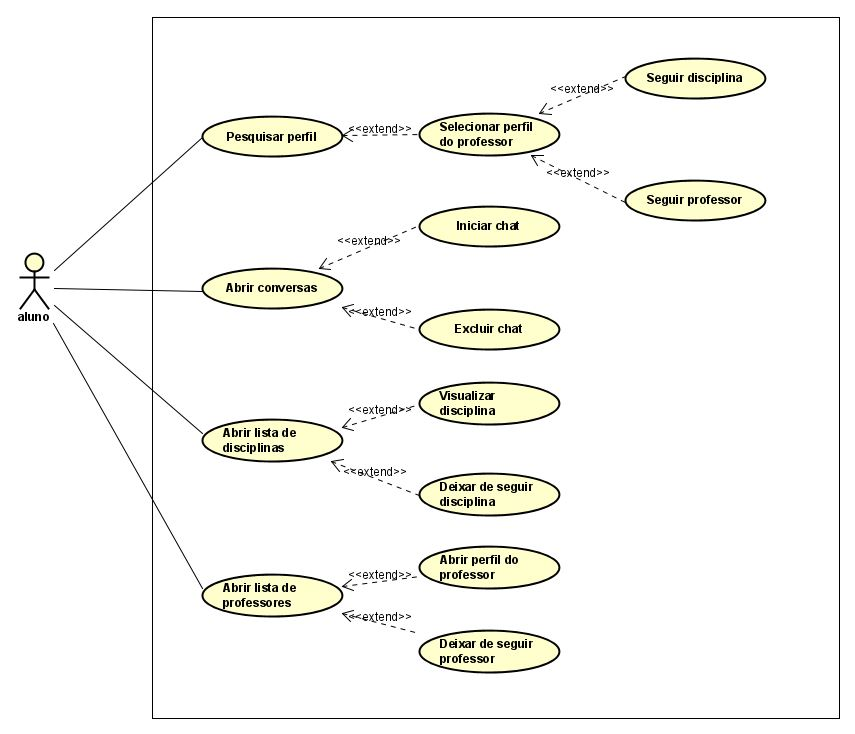 <<extend>>
Seguir disciplina
Pesquisar perfil
<<extend>>
Selecionar perfil
do professor
<<extend>>
Seguir professor
Iniciar chat
<<extend>>
Abrir conversas
<<extend>>
Excluir chat
aluno
Visualizar
disciplina
<<extend>>
Abrir lista de
disciplinas
<<extend>>
Deixar de seguir
disciplina
Abrir perfil do
professor
<<extend>>
Abrir lista de
professores
<<extend>>
Deixar de seguir
professor